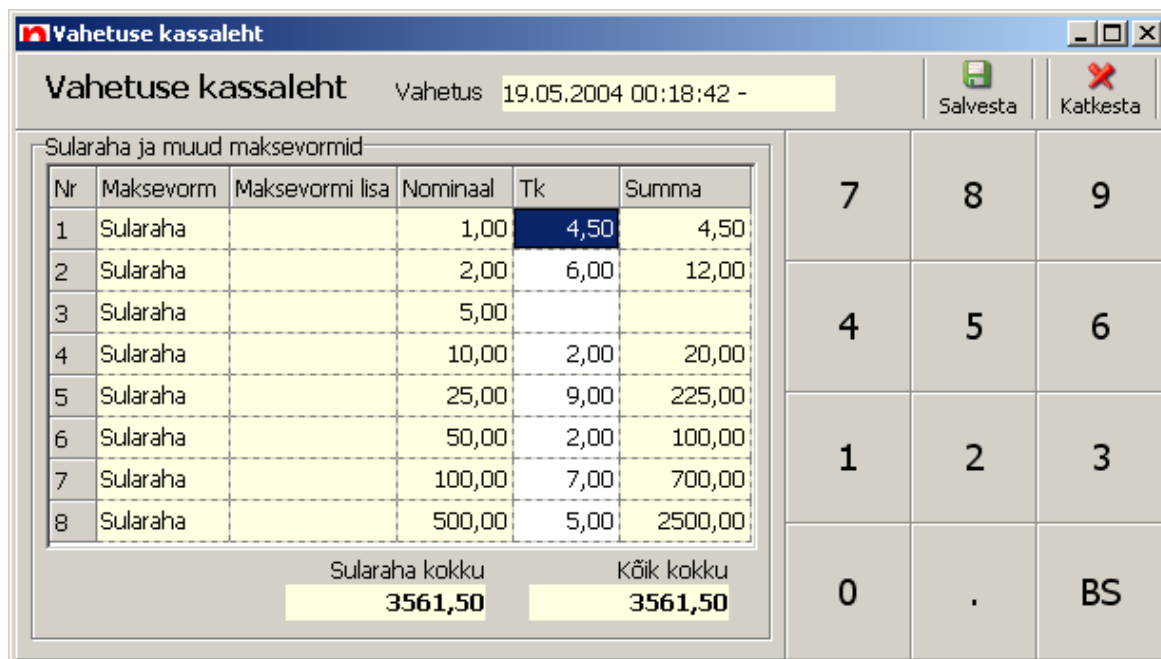 Vahetuse kassaleht
Vahetuse kassaleht Vahetus 19.05.2004 00:18:42 - Salvesta Katkesta
Sularaha ja muud maksevormid
Nr Maksevorm Maksevormi lisa Nominaal Tk Summa
1 Sularaha 1,00 4,50 4,50
2 Sularaha 2,00 6,00 12,00
3 Sularaha 5,00
4 Sularaha 10,00 2,00 20,00
5 Sularaha 25,00 9,00 225,00
6 Sularaha 50,00 2,00 100,00
7 Sularaha 100,00 7,00 700,00
8 Sularaha 500,00 5,00 2500,00
Sularaha kokku Kõik kokku
3561,50 3561,50
7 8 9
4 5 6
1 2 3
0 . BS